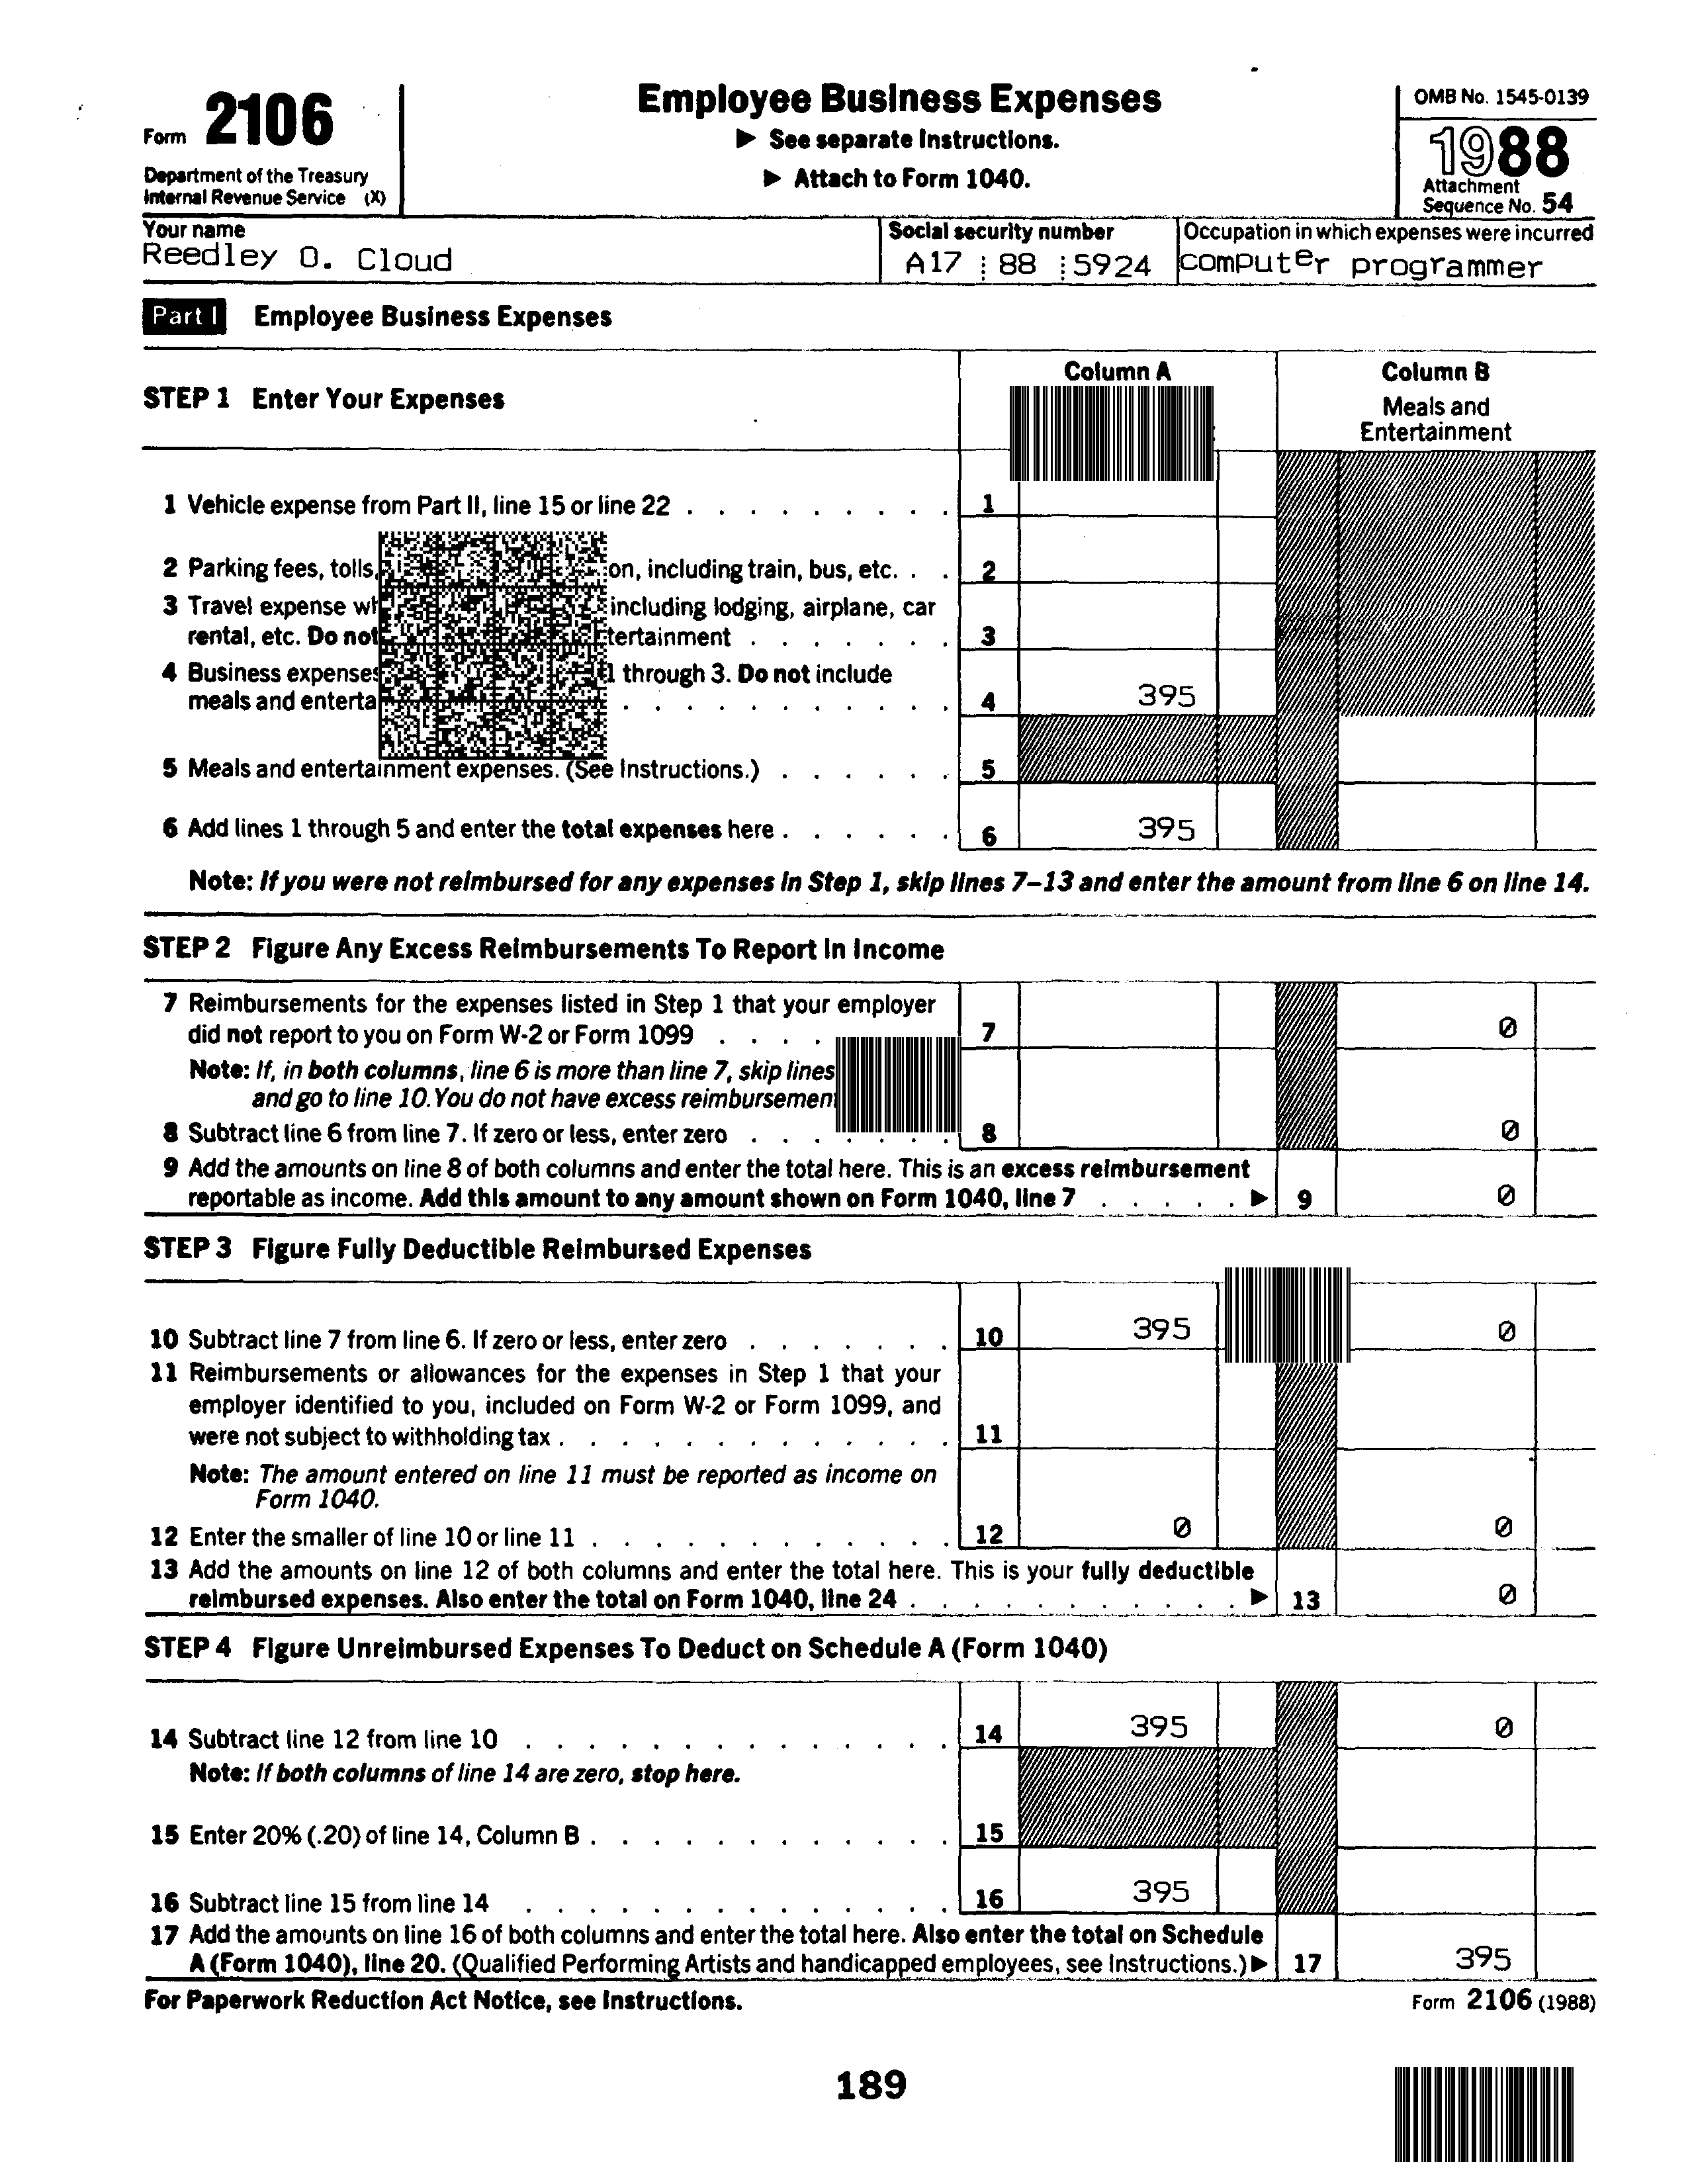 Form 2106
Department of the Treasury
Internal Revenue Service (X)
Employee Business Expenses
▶ See separate Instructions.
▶ Attach to Form 1040.
OMB No. 1545-0139
1988
Attachment
Sequence No. 54
Your name
Reedley O. Cloud
Social security number
A17 88 5924
Occupation in which expenses were incurred
computer programmer
Part I Employee Business Expenses
STEP 1 Enter Your Expenses
Column A
Column B
Meals and
Entertainment
1 Vehicle expense from Part II, line 15 or line 22 . . . . . . . . . 1
2 Parking fees, tolls, including train, bus, etc. . . 2
3 Travel expense including lodging, airplane, car
rental, etc. Do not . . . . . . . 3
4 Business expenses through 3. Do not include
meals and . . . . . . . . . . . 4 395
5 Meals and entertainment expenses. (See Instructions.) . . . . . . 5
6 Add lines 1 through 5 and enter the total expenses here . . . . . . 6 395
Note: If you were not reimbursed for any expenses in Step 1, skip lines 7–13 and enter the amount from line 6 on line 14.
STEP 2 Figure Any Excess Reimbursements To Report In Income
7 Reimbursements for the expenses listed in Step 1 that your employer
did not report to you on Form W-2 or Form 1099 . . . . 7 0
Note: If, in both columns, line 6 is more than line 7, skip lines
and go to line 10. You do not have excess
8 Subtract line 6 from line 7. If zero or less, enter zero . . . . . . . 8 0
9 Add the amounts on line 8 of both columns and enter the total here. This is an excess reimbursement
reportable as income. Add this amount to any amount shown on Form 1040, line 7 . . . . . ▶ 9 0
STEP 3 Figure Fully Deductible Reimbursed Expenses
10 Subtract line 7 from line 6. If zero or less, enter zero . . . . . . . 10 395 0
11 Reimbursements or allowances for the expenses in Step 1 that your
employer identified to you, included on Form W-2 or Form 1099, and
were not subject to withholding tax . . . . . . . . . . . . . 11
Note: The amount entered on line 11 must be reported as income on
Form 1040.
12 Enter the smaller of line 10 or line 11 . . . . . . . . . . . . 12 0 0
13 Add the amounts on line 12 of both columns and enter the total here. This is your fully deductible
reimbursed expenses. Also enter the total on Form 1040, line 24 . . . . . . . . . . . ▶ 13 0
STEP 4 Figure Unreimbursed Expenses To Deduct on Schedule A (Form 1040)
14 Subtract line 12 from line 10 . . . . . . . . . . . . . . 14 395 0
Note: If both columns of line 14 are zero, stop here.
15 Enter 20% (.20) of line 14, Column B . . . . . . . . . . . . 15
16 Subtract line 15 from line 14 . . . . . . . . . . . . . . 16 395
17 Add the amounts on line 16 of both columns and enter the total here. Also enter the total on Schedule
A (Form 1040), line 20. (Qualified Performing Artists and handicapped employees, see Instructions.) ▶ 17 395
For Paperwork Reduction Act Notice, see Instructions.
Form 2106 (1988)
189